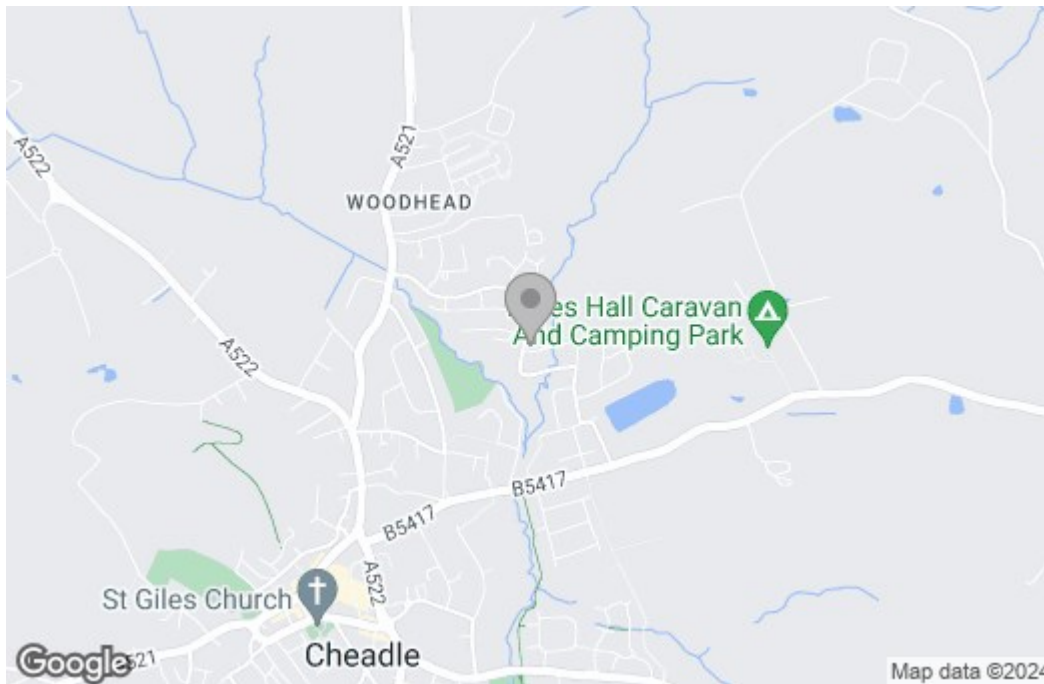 A522
A521
WOODHEAD
es Hall Caravan
And Camping Park
A522
B5417
B5417
A522
St Giles Church
Cheadle
A521
Google
Map data ©2024